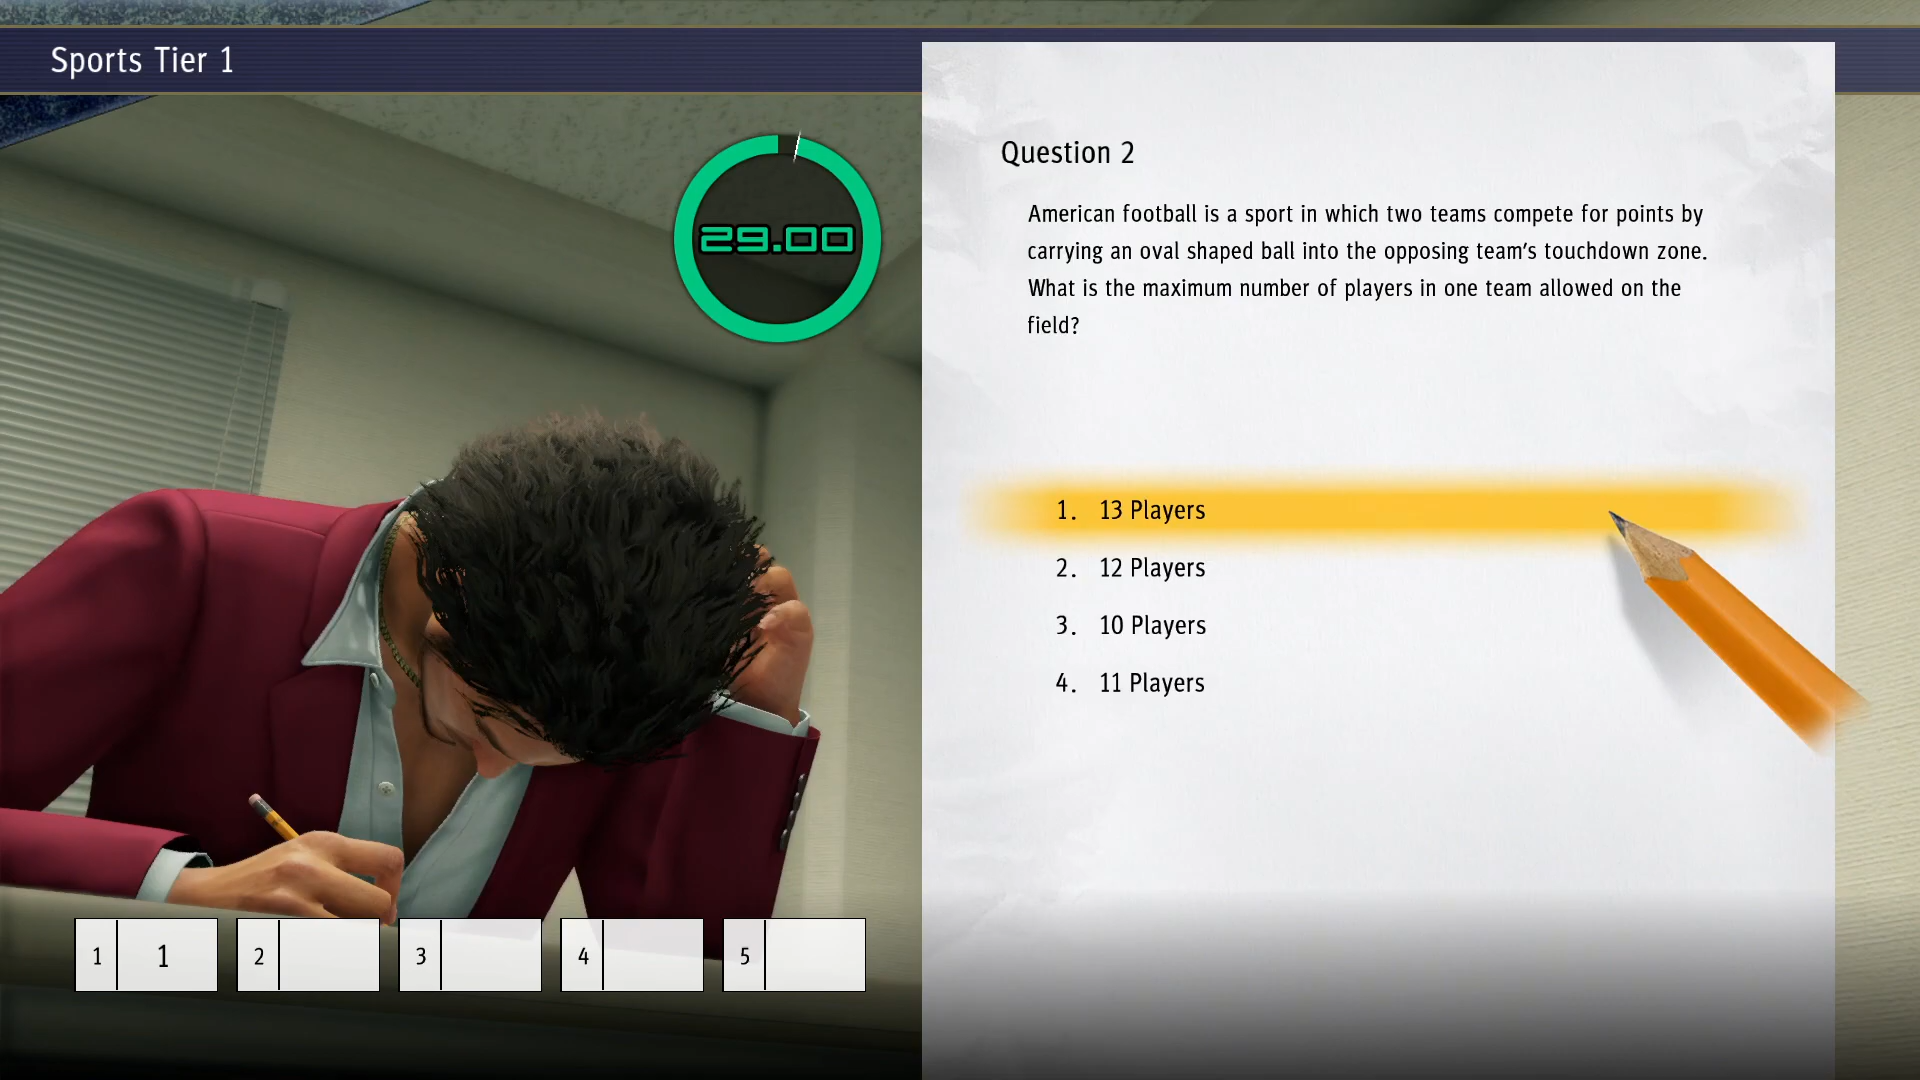 Sports Tier 1
29.00
Question 2
American football is a sport in which two teams compete for points by
carrying an oval shaped ball into the opposing team's touchdown zone.
What is the maximum number of players in one team allowed on the
field?
1. 13 Players
2. 12 Players
3. 10 Players
4. 11 Players
1 1 2 3 4 5